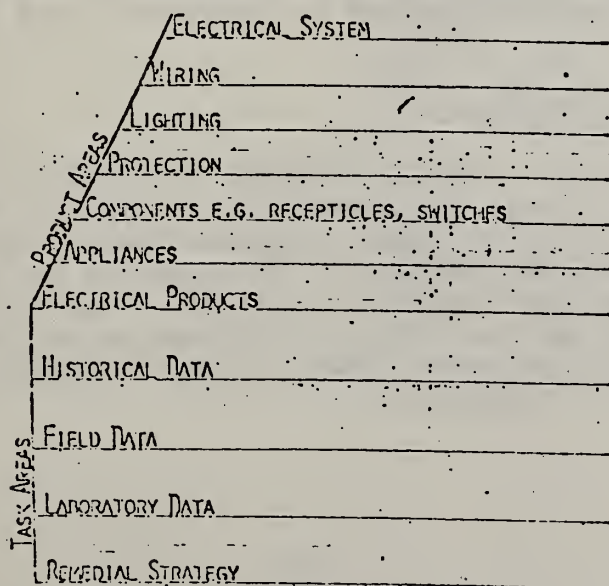 ELECTRICAL SYSTEM
WIRING
LIGHTING
PROTECTION
COMPONENTS E.G. RECEPTICLES, SWITCHES
APPLIANCES
ELECTRICAL PRODUCTS
PRODUCT AREAS
HISTORICAL DATA
FIELD DATA
LABORATORY DATA
REMEDIAL STRATEGY
TASK AREAS